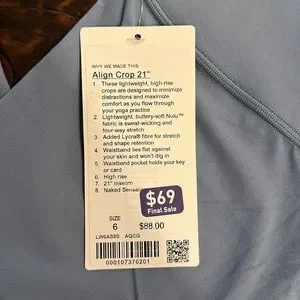 WHY WE MADE THIS
Align Crop 21"
1. These lightweight, high-rise
crops are designed to minimize
distractions and maximize
comfort as you flow through
your yoga practice
2. Lightweight, buttery-soft Nulu™
fabric is sweat-wicking and
four-way stretch
3. Added Lycra® fibre for stretch
and shape retention
4. Waistband lies flat against
your skin and won't dig in
5. Waistband pocket holds your key
or card
6. High rise
7. 21" inseam
8. Naked Sensa
$69
Final Sale
SIZE
6 $88.00
LW6AS8S AQCG
000107376201